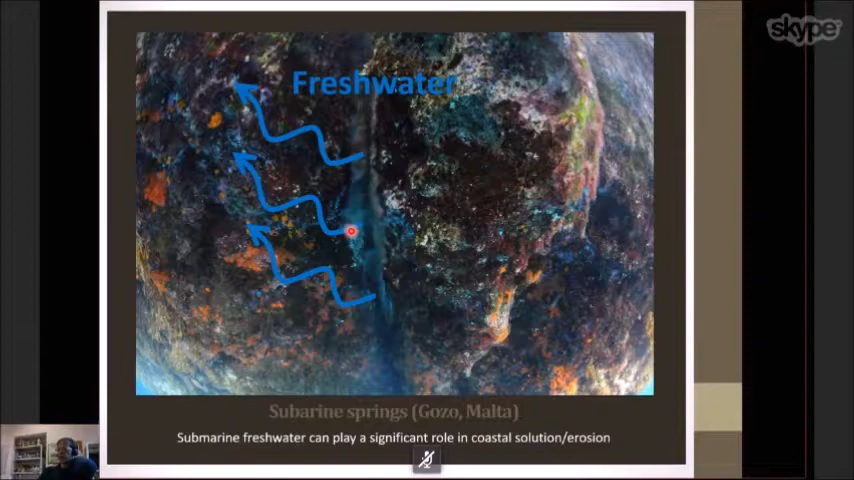 skype
Freshwater
Subarine springs (Gozo, Malta)
Submarine freshwater can play a significant role in coastal solution/erosion